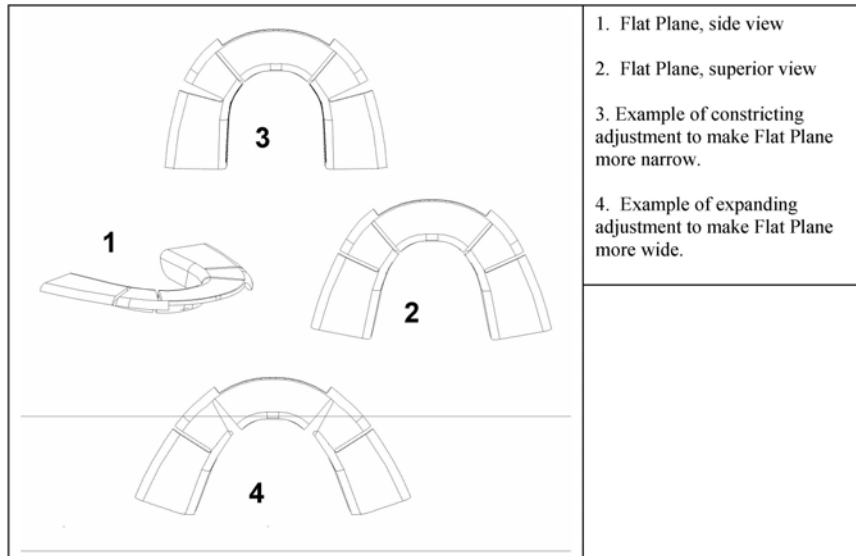 3
1
2
4
1. Flat Plane, side view
2. Flat Plane, superior view
3. Example of constricting
adjustment to make Flat Plane
more narrow.
4. Example of expanding
adjustment to make Flat Plane
more wide.